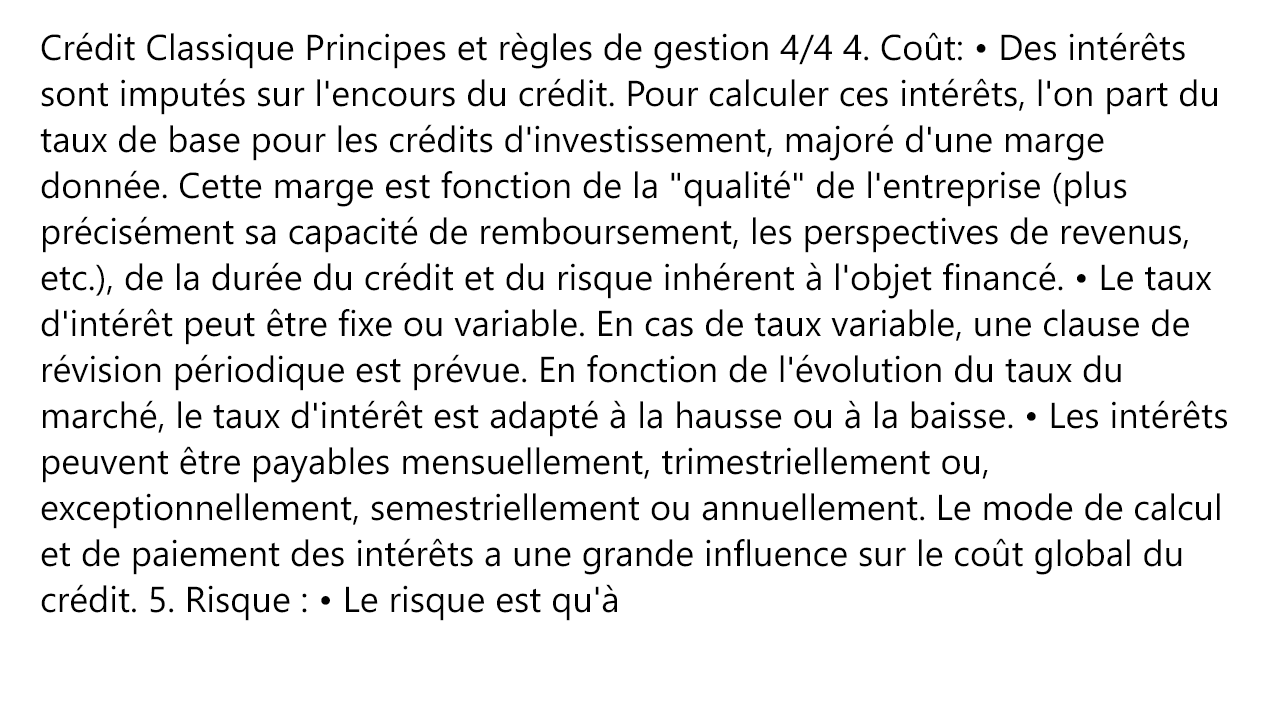 Crédit Classique Principes et règles de gestion 4/4 4. Coût: • Des intérêts
sont imputés sur l'encours du crédit. Pour calculer ces intérêts, l'on part du
taux de base pour les crédits d'investissement, majoré d'une marge
donnée. Cette marge est fonction de la "qualité" de l'entreprise (plus
précisément sa capacité de remboursement, les perspectives de revenus,
etc.), de la durée du crédit et du risque inhérent à l'objet financé. • Le taux
d'intérêt peut être fixe ou variable. En cas de taux variable, une clause de
révision périodique est prévue. En fonction de l'évolution du taux du
marché, le taux d'intérêt est adapté à la hausse ou à la baisse. • Les intérêts
peuvent être payables mensuellement, trimestriellement ou,
exceptionnellement, semestriellement ou annuellement. Le mode de calcul
et de paiement des intérêts a une grande influence sur le coût global du
crédit. 5. Risque : • Le risque est qu'à